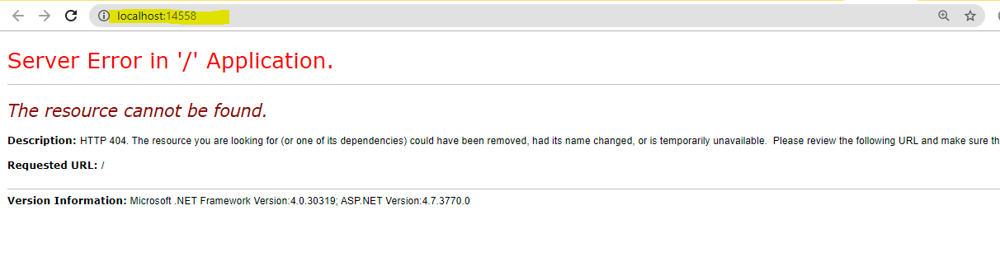 localhost:14558
Server Error in '/' Application.
The resource cannot be found.
Description: HTTP 404. The resource you are looking for (or one of its dependencies) could have been removed, had its name changed, or is temporarily unavailable.  Please review the following URL and make sure th
Requested URL: /
Version Information: Microsoft .NET Framework Version:4.0.30319; ASP.NET Version:4.7.3770.0